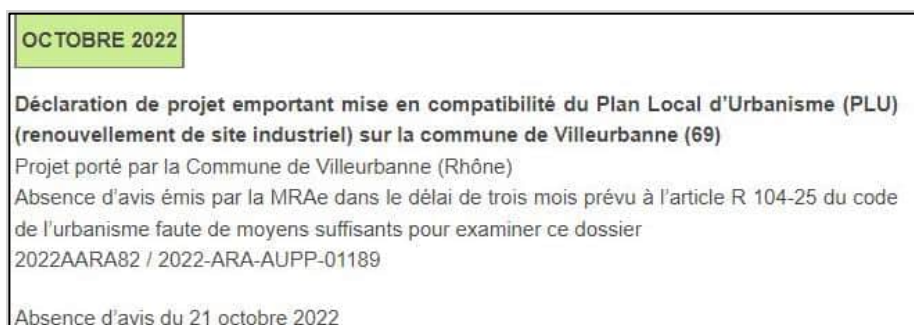 OCTOBRE 2022
Déclaration de projet emportant mise en compatibilité du Plan Local d'Urbanisme (PLU)
(renouvellement de site industriel) sur la commune de Villeurbanne (69)
Projet porté par la Commune de Villeurbanne (Rhône)
Absence d'avis émis par la MRAe dans le délai de trois mois prévu à l'article R 104-25 du code
de l'urbanisme faute de moyens suffisants pour examiner ce dossier
2022AARA82 / 2022-ARA-AUPP-01189
Absence d'avis du 21 octobre 2022